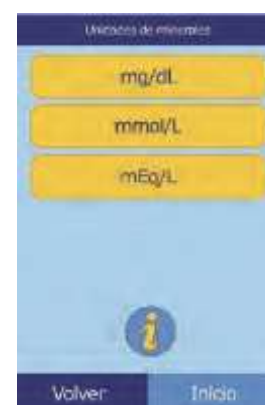 Unidades de minerales
mg/dL
mmol/L
mEq/L
i
Volver
Inicio